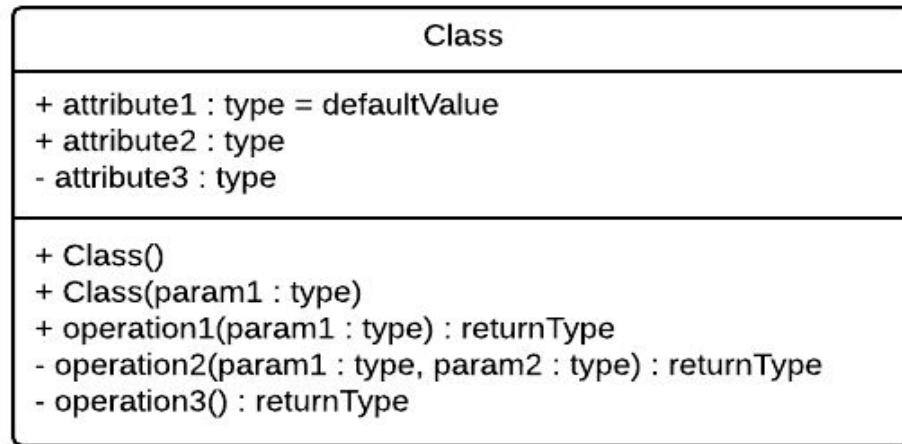 Class
+ attribute1 : type = defaultValue
+ attribute2 : type
- attribute3 : type
+ Class()
+ Class(param1 : type)
+ operation1(param1 : type) : returnType
- operation2(param1 : type, param2 : type) : returnType
- operation3() : returnType